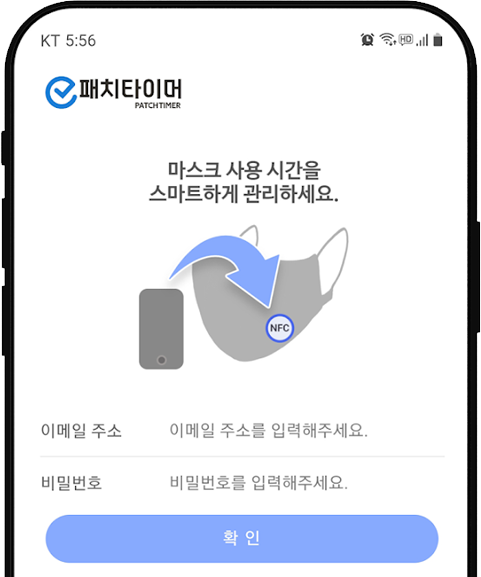 KT 5:56
HD
패치타이머
PATCHTIMER
마스크 사용 시간을
스마트하게 관리하세요.
NFC
이메일 주소 이메일 주소를 입력해주세요.
비밀번호 비밀번호를 입력해주세요.
확 인